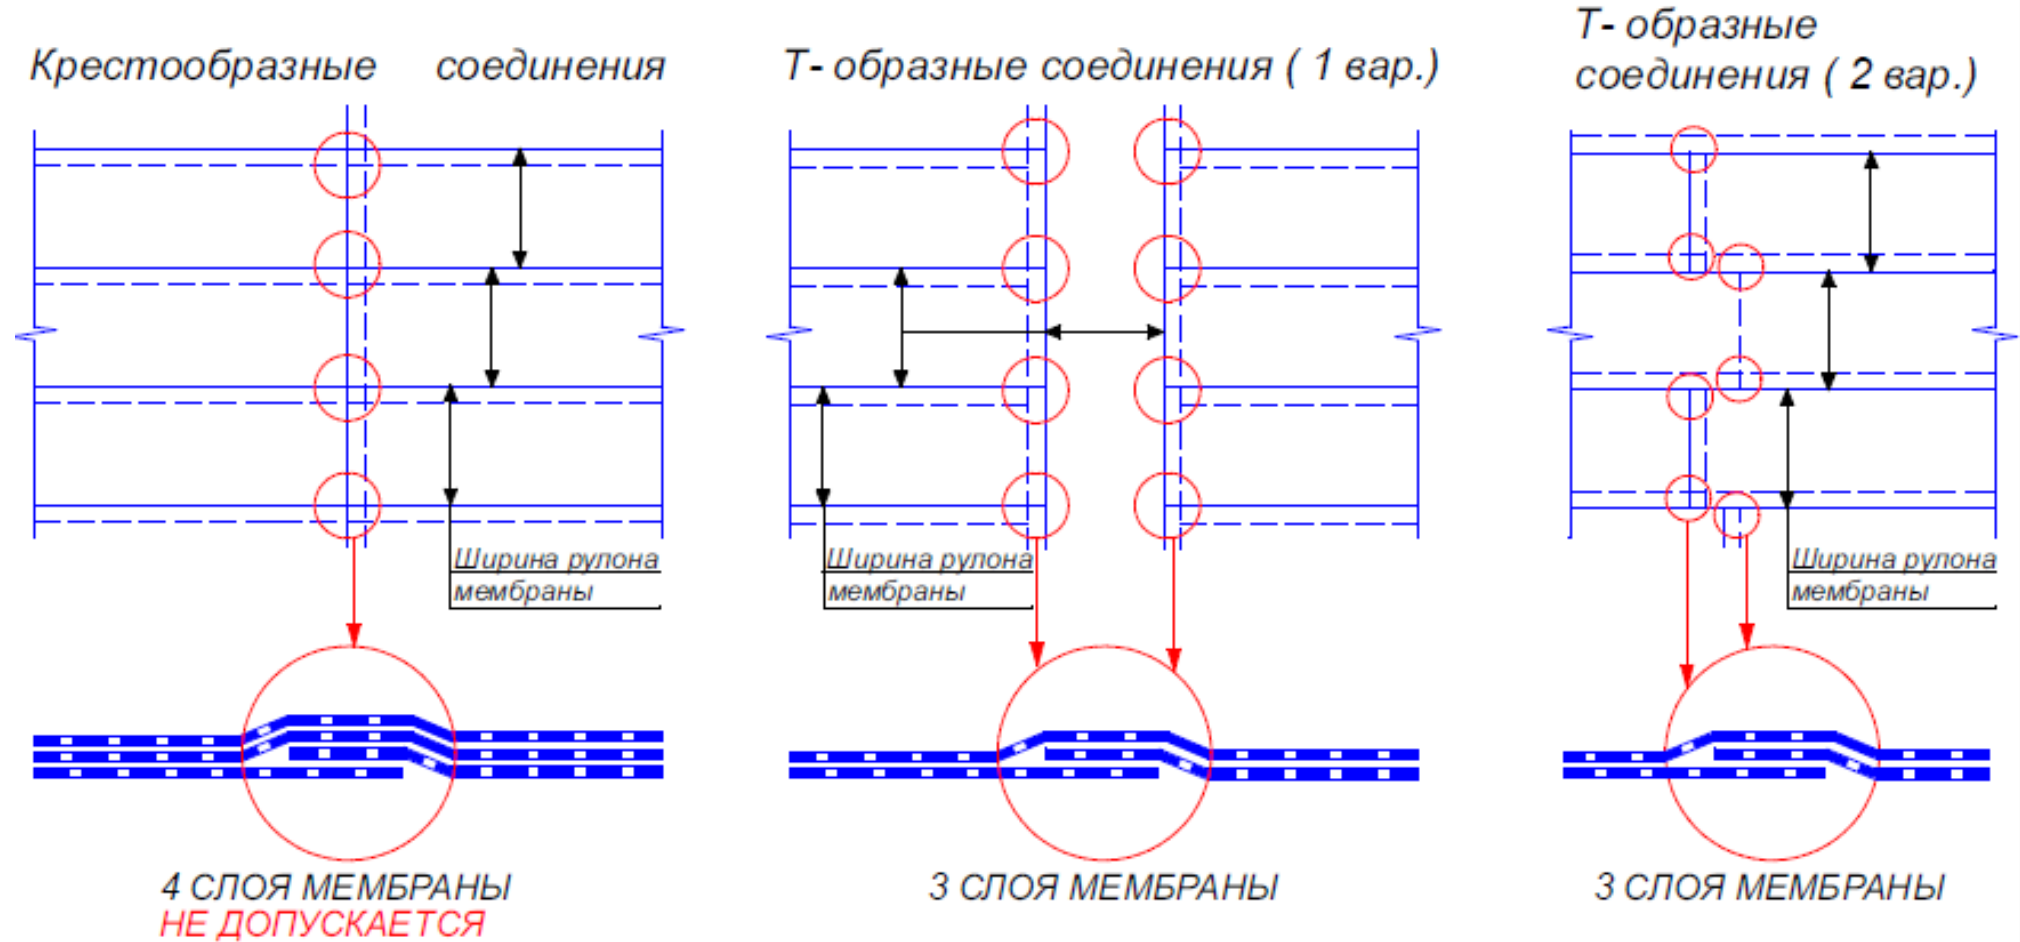 Крестообразные соединения
Т- образные соединения ( 1 вар.)
Т- образные
соединения ( 2 вар.)
Ширина рулона
мембраны
Ширина рулона
мембраны
Ширина рулона
мембраны
4 СЛОЯ МЕМБРАНЫ
НЕ ДОПУСКАЕТСЯ
3 СЛОЯ МЕМБРАНЫ
3 СЛОЯ МЕМБРАНЫ